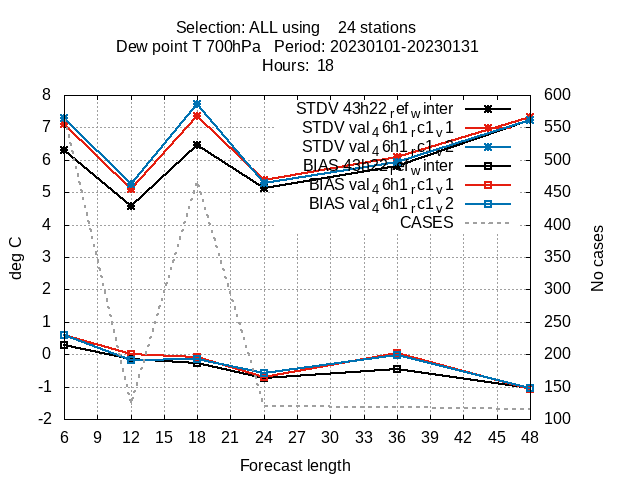 Selection: ALL using 24 stations
Dew point T 700hPa Period: 20230101-20230131
Hours: 18
8
7
6
5
4
3
2
1
0
-1
-2
deg C
STDV 43h22_ref_winter
STDV val_46h1_rc1_v1
STDV val_46h1_rc1_v2
BIAS 43h22_ref_winter
BIAS val_46h1_rc1_v1
BIAS val_46h1_rc1_v2
CASES
600
550
500
450
400
350
300
250
200
150
100
No cases
6 9 12 15 18 21 24 27 30 33 36 39 42 45 48
Forecast length